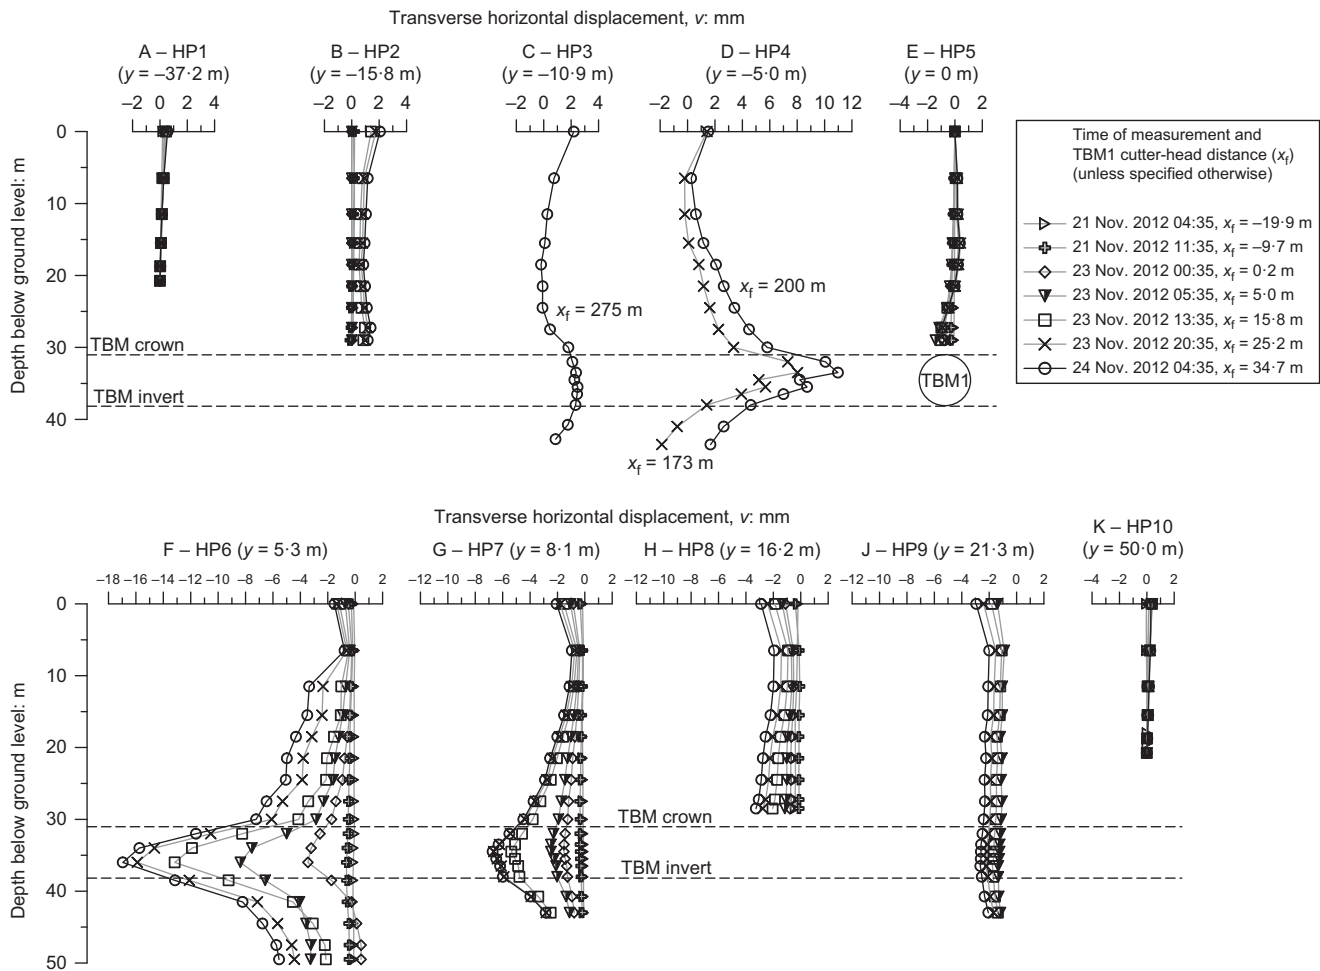 Transverse horizontal displacement, v: mm
A – HP1
(y = –37·2 m)
B – HP2
(y = –15·8 m)
C – HP3
(y = –10·9 m)
D – HP4
(y = –5·0 m)
E – HP5
(y = 0 m)
–2 0 2 4
–2 0 2 4
–2 0 2 4
–2 0 2 4 6 8 10 12
–4 –2 0 2
Depth below ground level: m
0
10
20
30
40
TBM crown
TBM invert
xf = 275 m
xf = 200 m
xf = 173 m
TBM1
Time of measurement and
TBM1 cutter-head distance (xf)
(unless specified otherwise)
21 Nov. 2012 04:35, xf = –19·9 m
21 Nov. 2012 11:35, xf = –9·7 m
23 Nov. 2012 00:35, xf = 0·2 m
23 Nov. 2012 05:35, xf = 5·0 m
23 Nov. 2012 13:35, xf = 15·8 m
23 Nov. 2012 20:35, xf = 25·2 m
24 Nov. 2012 04:35, xf = 34·7 m
Transverse horizontal displacement, v: mm
F – HP6 (y = 5·3 m)
G – HP7 (y = 8·1 m)
H – HP8 (y = 16·2 m)
J – HP9 (y = 21·3 m)
K – HP10
(y = 50·0 m)
–18 –16 –14 –12 –10 –8 –6 –4 –2 0 2
–12 –10 –8 –6 –4 –2 0 2
–12 –10 –8 –6 –4 –2 0 2
–12 –10 –8 –6 –4 –2 0 2
–4 –2 0 2
Depth below ground level: m
0
10
20
30
40
50
TBM crown
TBM invert